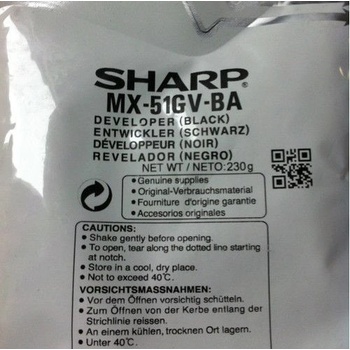 SHARP®
MX-51GV-BA
DEVELOPER (BLACK)
ENTWICKLER (SCHWARZ)
DÉVELOPPEUR (NOIR)
REVELADOR (NEGRO)
NET WT / NETO: 230g
• Genuine supplies
• Original-Verbrauchsmaterial
• Fourniture d'origine garantie
• Accesorios originales
CAUTIONS:
• Shake gently before opening.
• To open, tear along the dotted line starting
at notch.
• Store in a cool, dry place.
• Not to exceed 40℃.
VORSICHTSMASSNAHMEN:
• Vor dem Öffnen vorsichtig schütteln.
• Zum Öffnen von der Kerbe entlang der
Strichlinie reissen.
• An einem kühlen, trocknen Ort lagern.
• Unter 40℃.